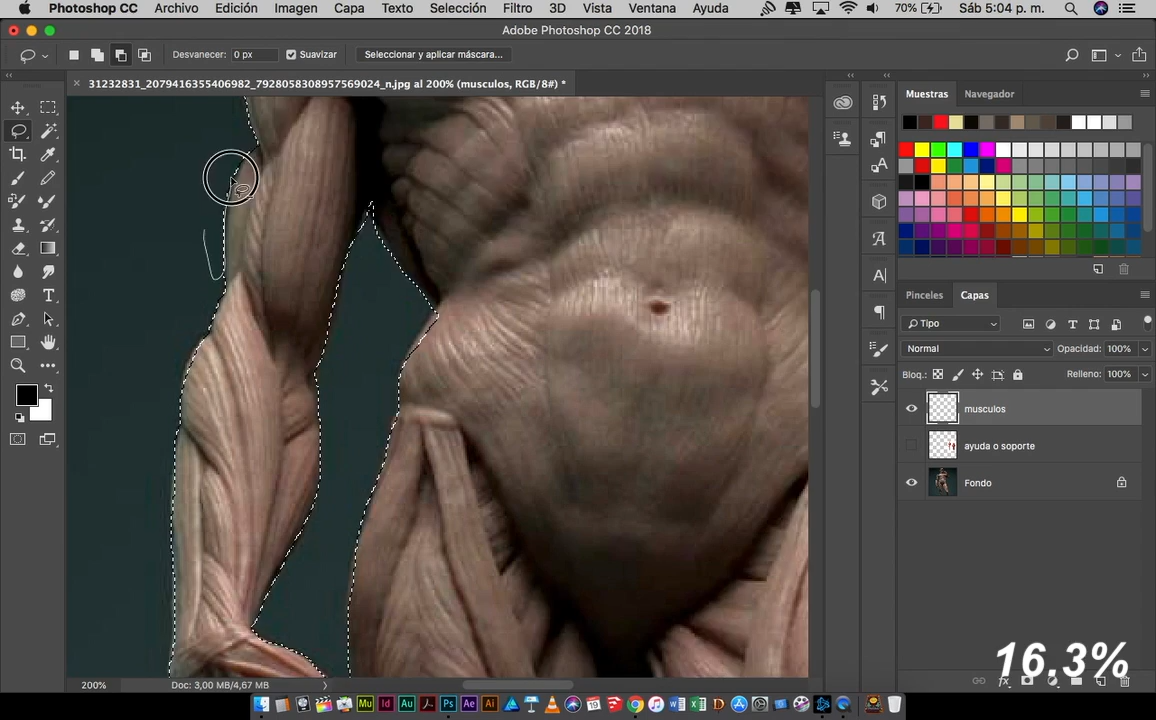 Photoshop CC Archivo Edición Imagen Capa Texto Selección Filtro 3D Vista Ventana Ayuda 70% Sáb 5:04 p. m.
Adobe Photoshop CC 2018
Desvanecer: 0 px Suavizar Seleccionar y aplicar máscara...
31232831_2079416355406982_7928058308957569024_n.jpg al 200% (musculos, RGB/8#) *
Muestras Navegador
Pinceles Capas
Tipo
Normal Opacidad: 100%
Bloq.: Relleno: 100%
musculos
ayuda o soporte
Fondo
16.3%
200% Doc: 3,00 MB/4,67 MB